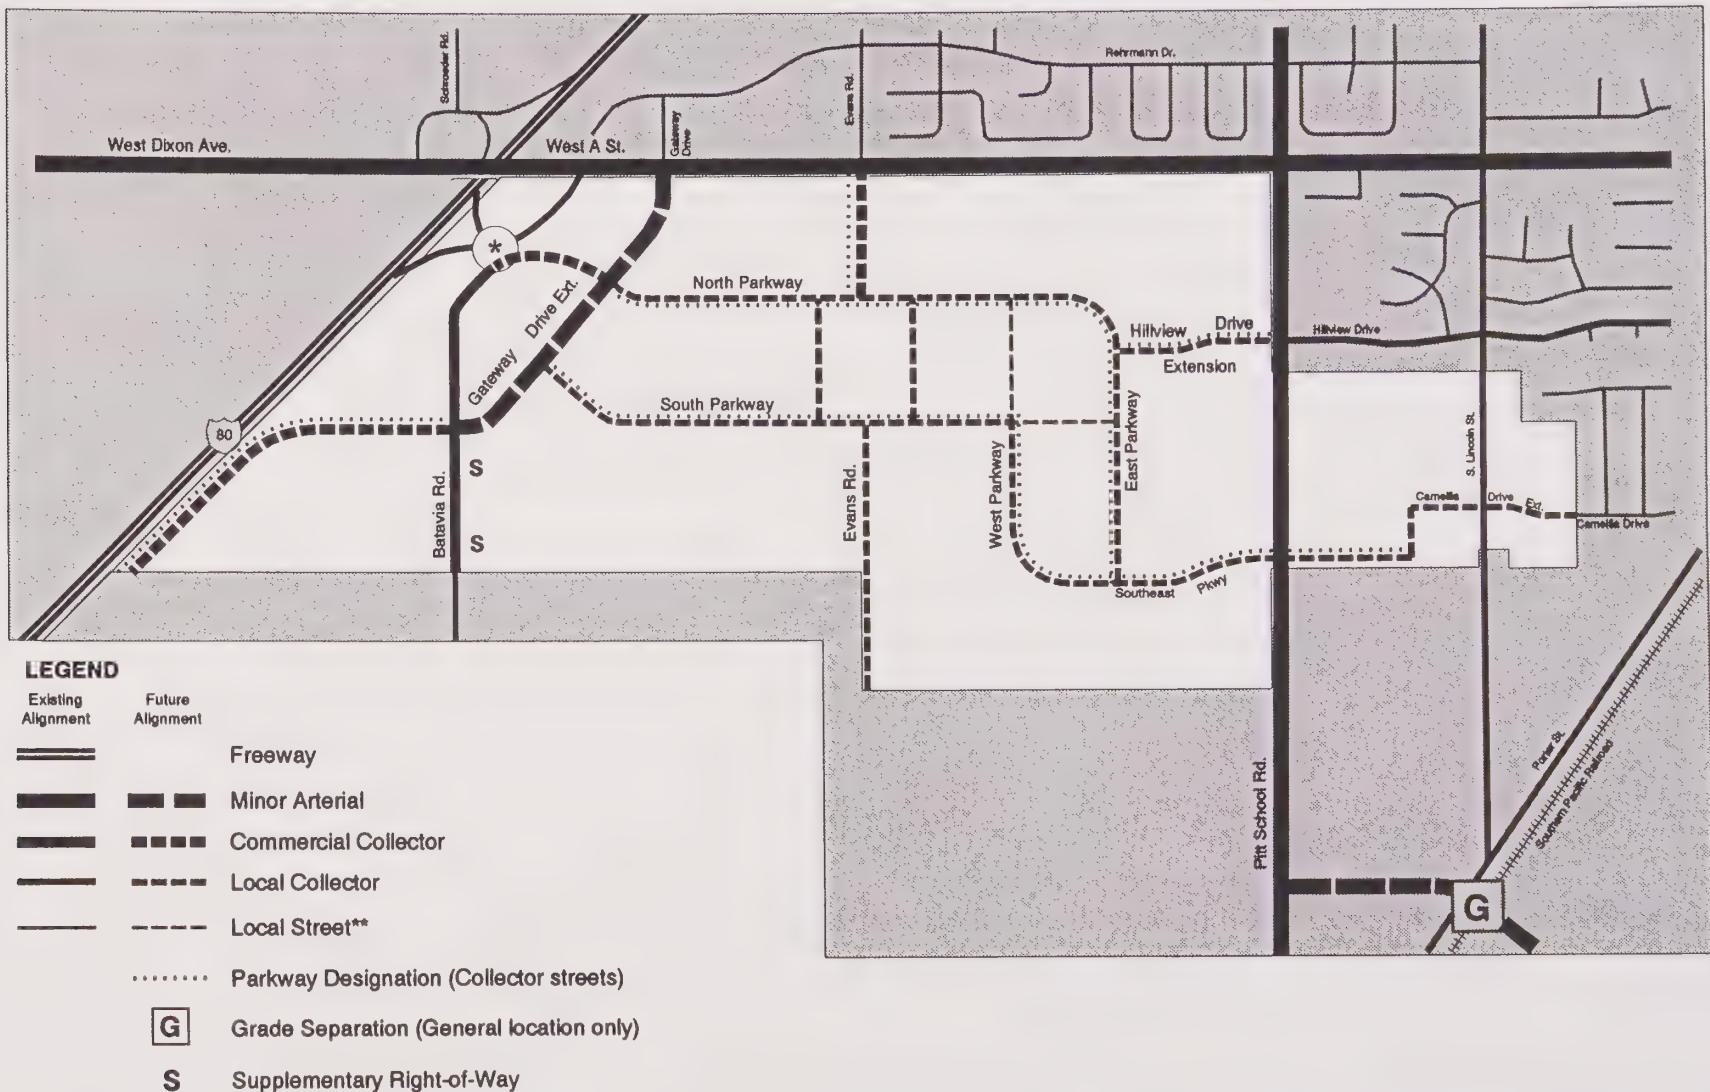 Schroeder Rd.
Rehrmann Dr.
Evans Rd.
West Dixon Ave.
West A St.
Gateway
Drive
*
North Parkway
Gateway Drive Ext.
Hillview Drive
Extension
Hillview Drive
South Parkway
80
S
S
Batavia Rd.
Evans Rd.
West Parkway
East Parkway
S. Lincoln St.
Camellia Drive Ext.
Camellia Drive
Southeast Pkwy
Pitt School Rd.
Porter St.
Southern Pacific Railroad
G
LEGEND
Existing
Alignment
Future
Alignment
Freeway
Minor Arterial
Commercial Collector
Local Collector
Local Street**
Parkway Designation (Collector streets)
G Grade Separation (General location only)
S Supplementary Right-of-Way